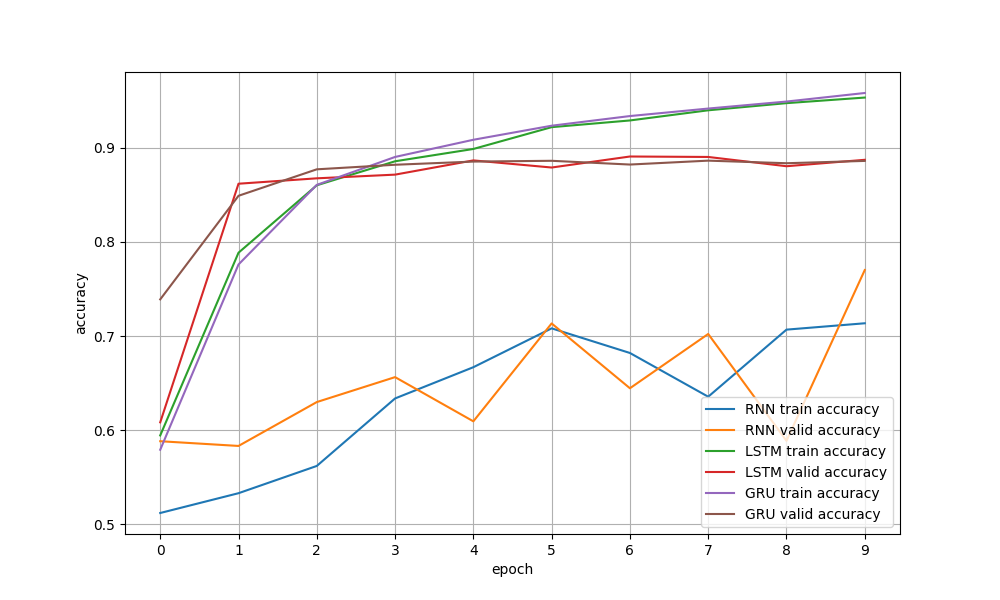 0.9
0.8
0.7
0.6
0.5
accuracy
RNN train accuracy
RNN valid accuracy
LSTM train accuracy
LSTM valid accuracy
GRU train accuracy
GRU valid accuracy
0 1 2 3 4 5 6 7 8 9
epoch